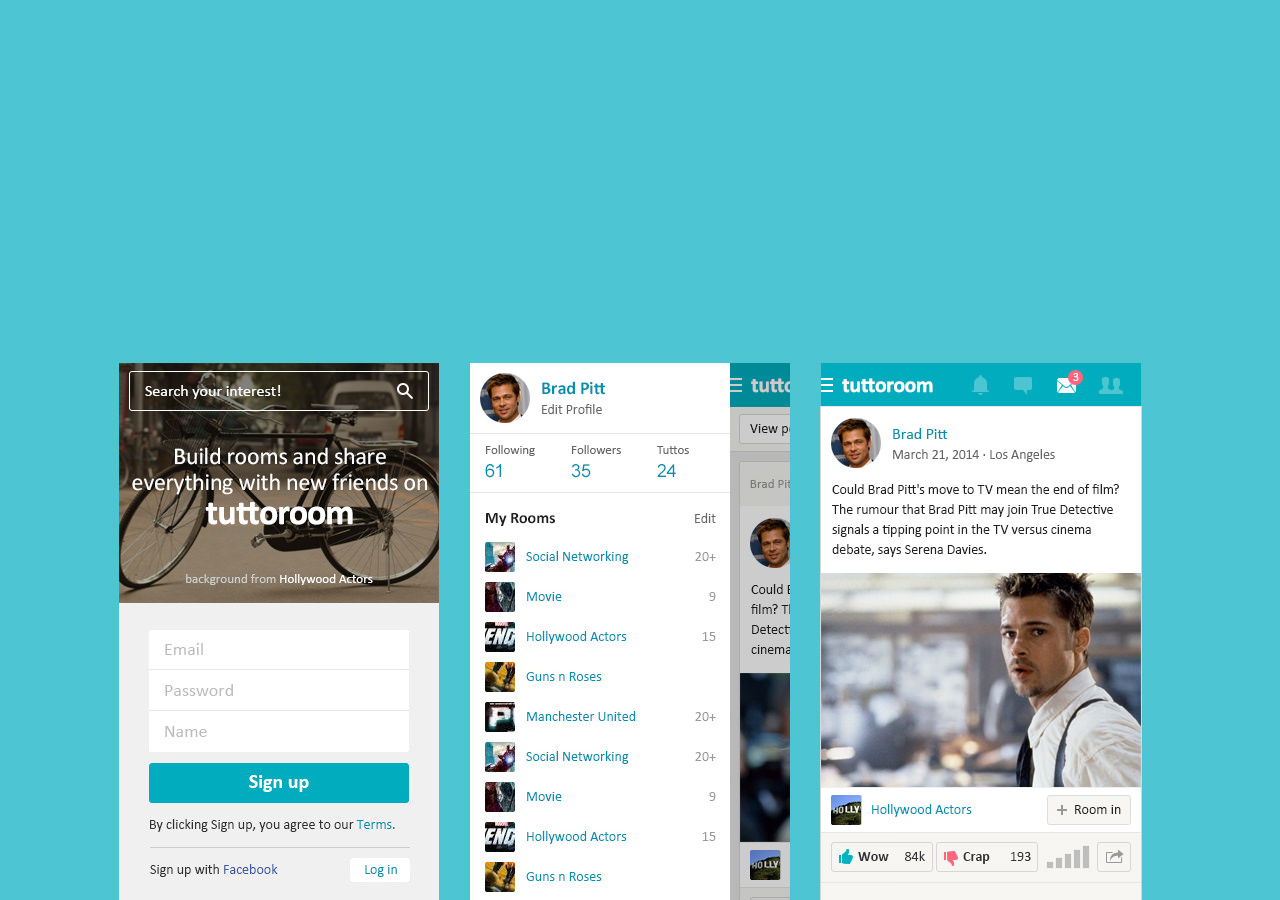 Search your interest!
Build rooms and share
everything with new friends on
tuttoroom
background from Hollywood Actors
Email
Password
Name
Sign up
By clicking Sign up, you agree to our Terms.
Sign up with Facebook
Log in
Brad Pitt
Edit Profile
Following
Followers
Tuttos
61
35
24
My Rooms
Edit
Social Networking
20+
Movie
9
END
Hollywood Actors
15
Guns n Roses
Manchester United
20+
Social Networking
20+
Movie
9
END
Hollywood Actors
15
Guns n Roses
tutto
View
Brad Pit
Could
film? T
Detect
cinema
HOLLY
tuttoroom
3
Brad Pitt
March 21, 2014 · Los Angeles
Could Brad Pitt's move to TV mean the end of film?
The rumour that Brad Pitt may join True Detective
signals a tipping point in the TV versus cinema
debate, says Serena Davies.
HOLLY
Hollywood Actors
+ Room in
Wow 84k
Crap 193